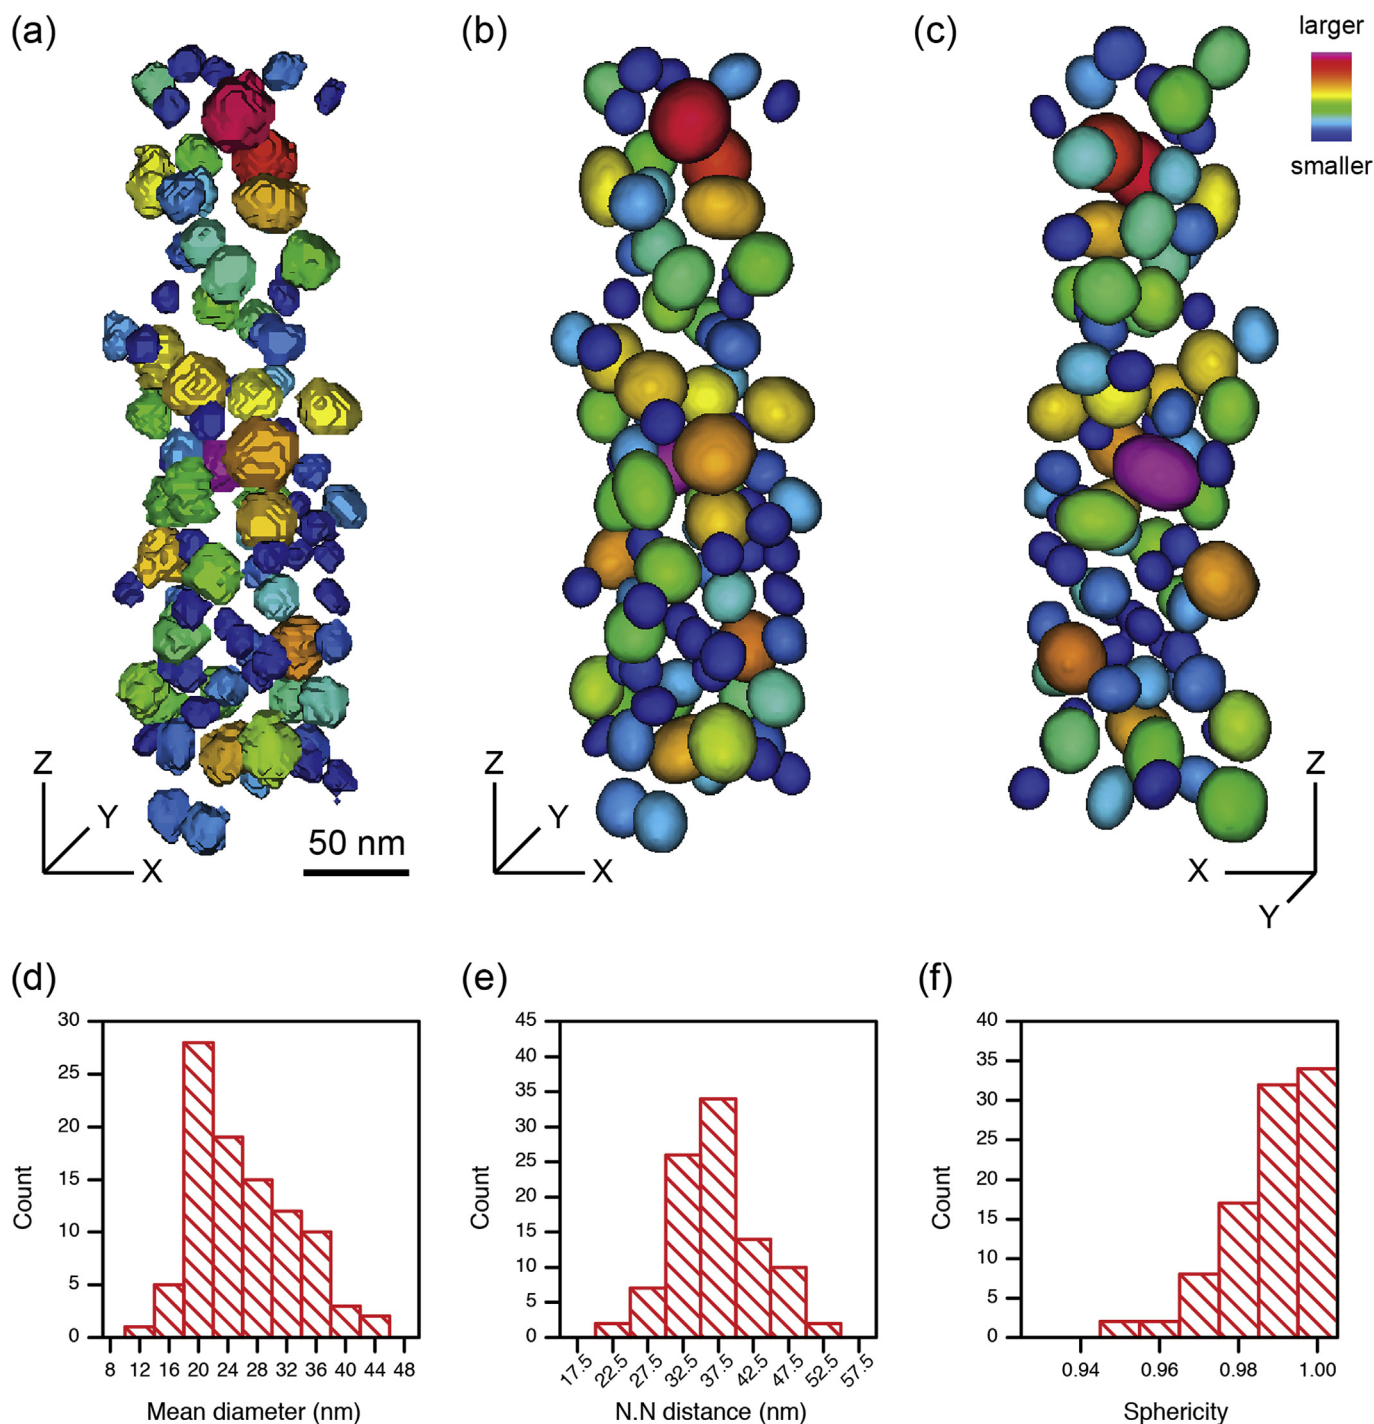 (a)
(b)
(c)
larger
smaller
Z
Y
X
50 nm
Z
Y
X
Z
X
Y
(d)
(e)
(f)
30
25
20
15
10
5
0
Count
8 12 16 20 24 28 32 36 40 44 48
Mean diameter (nm)
45
40
35
30
25
20
15
10
5
0
Count
17.5 22.5 27.5 32.5 37.5 42.5 47.5 52.5 57.5
N.N distance (nm)
40
35
30
25
20
15
10
5
0
Count
0.94 0.96 0.98 1.00
Sphericity